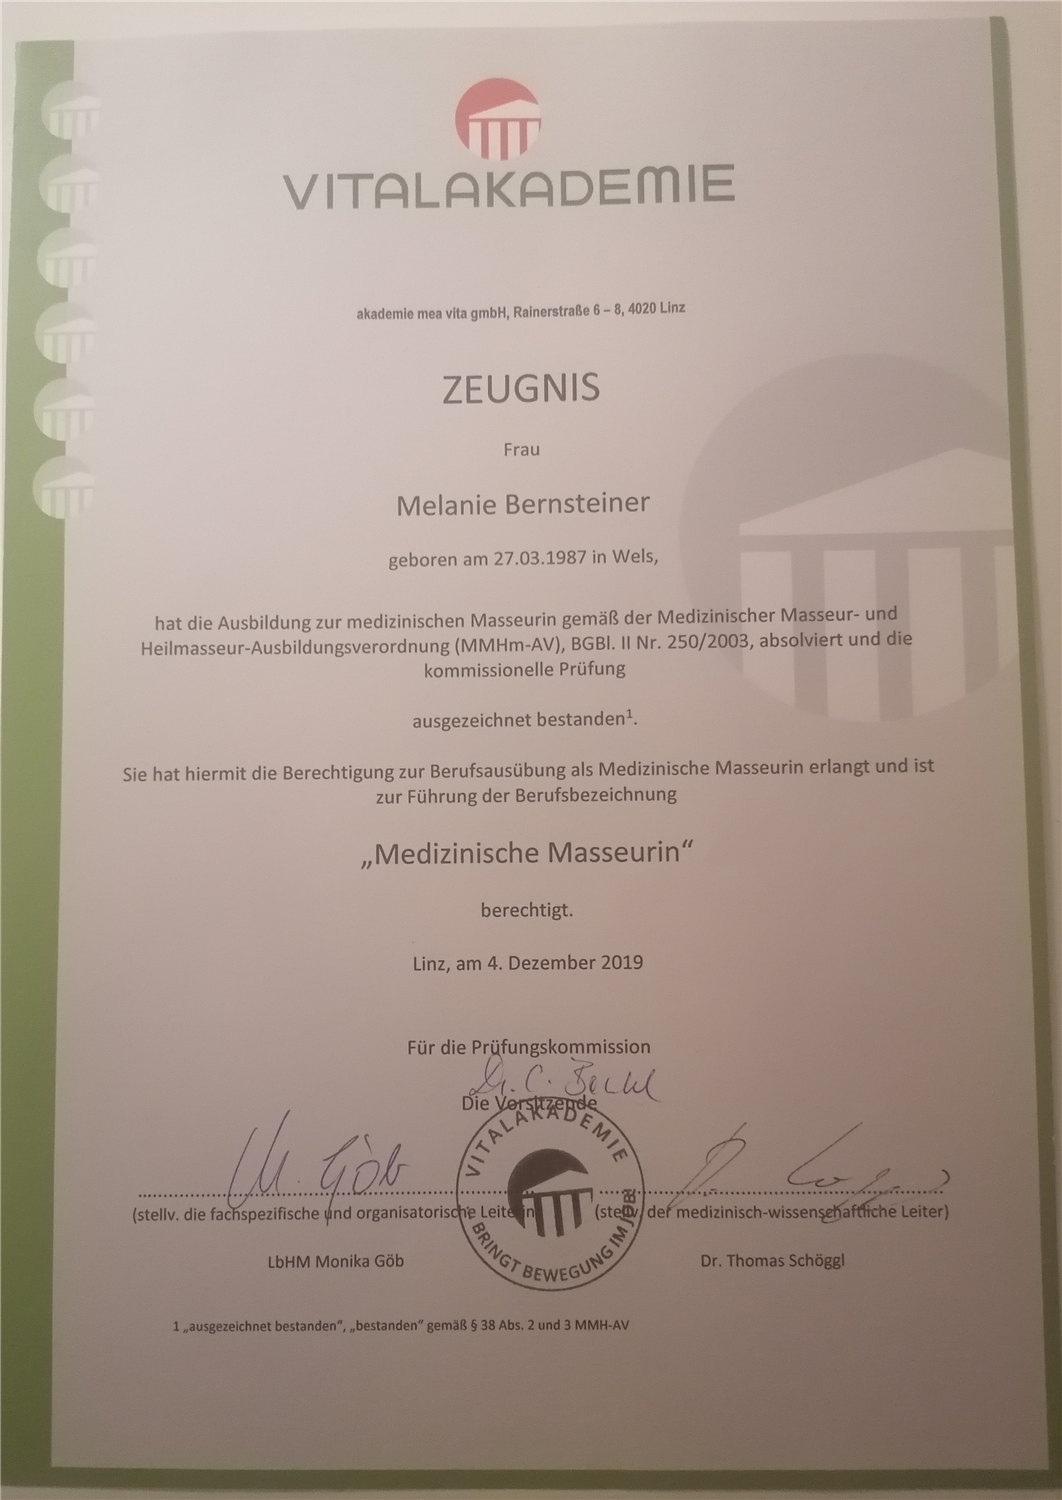 VITALAKADEMIE
akademie mea vita gmbH, Rainerstraße 6 – 8, 4020 Linz
ZEUGNIS
Frau
Melanie Bernsteiner
geboren am 27.03.1987 in Wels,
hat die Ausbildung zur medizinischen Masseurin gemäß der Medizinischer Masseur- und
Heilmasseur-Ausbildungsverordnung (MMHm-AV), BGBl. II Nr. 250/2003, absolviert und die
kommissionelle Prüfung
ausgezeichnet bestanden¹.
Sie hat hiermit die Berechtigung zur Berufsausübung als Medizinische Masseurin erlangt und ist
zur Führung der Berufsbezeichnung
„Medizinische Masseurin“
berechtigt.
Linz, am 4. Dezember 2019
Für die Prüfungskommission
Dr. C.
Die Vorsitzende
VITALAKADEMIE
BRINGT BEWEGUNG IM JOB!
M. Göb
(stellv. die fachspezifische und organisatorische Leiterin
(stellv. der medizinisch-wissenschaftliche Leiter)
LbHM Monika Göb
Dr. Thomas Schöggl
1 „ausgezeichnet bestanden“, „bestanden“ gemäß § 38 Abs. 2 und 3 MMH-AV